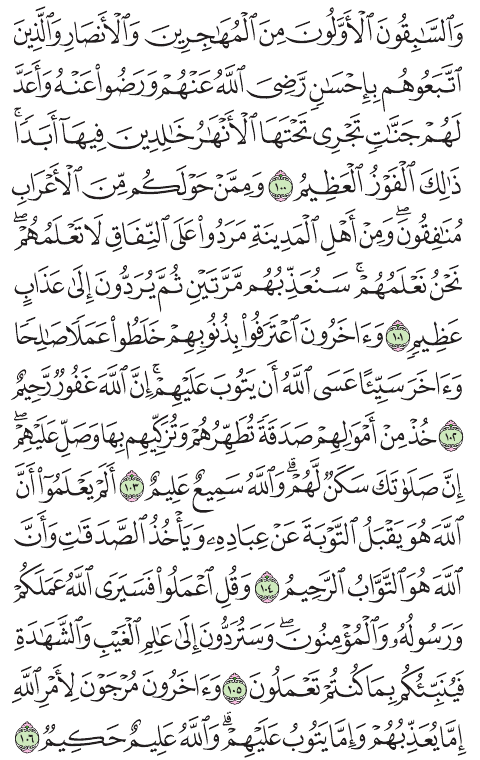 وَٱلسَّٰبِقُونَ ٱلْأَوَّلُونَ مِنَ ٱلْمُهَٰجِرِينَ وَٱلْأَنصَارِ وَٱلَّذِينَ
ٱتَّبَعُوهُم بِإِحْسَٰنٍ رَّضِىَ ٱللَّهُ عَنْهُمْ وَرَضُوا۟ عَنْهُ وَأَعَدَّ
لَهُمْ جَنَّٰتٍ تَجْرِى تَحْتَهَا ٱلْأَنْهَٰرُ خَٰلِدِينَ فِيهَآ أَبَدًا ۚ
ذَٰلِكَ ٱلْفَوْزُ ٱلْعَظِيمُ ١٠٠ وَمِمَّنْ حَوْلَكُم مِّنَ ٱلْأَعْرَابِ
مُنَٰفِقُونَ ۖ وَمِنْ أَهْلِ ٱلْمَدِينَةِ مَرَدُوا۟ عَلَى ٱلنِّفَاقِ لَا تَعْلَمُهُمْ ۖ
نَحْنُ نَعْلَمُهُمْ ۚ سَنُعَذِّبُهُم مَّرَّتَيْنِ ثُمَّ يُرَدُّونَ إِلَىٰ عَذَابٍ
عَظِيمٍ ١٠١ وَءَاخَرُونَ ٱعْتَرَفُوا۟ بِذُنُوبِهِمْ خَلَطُوا۟ عَمَلًا صَٰلِحًا
وَءَاخَرَ سَيِّئًا عَسَى ٱللَّهُ أَن يَتُوبَ عَلَيْهِمْ ۚ إِنَّ ٱللَّهَ غَفُورٌ رَّحِيمٌ
١٠٢ خُذْ مِنْ أَمْوَٰلِهِمْ صَدَقَةً تُطَهِّرُهُمْ وَتُزَكِّيهِم بِهَا وَصَلِّ عَلَيْهِمْ ۖ
إِنَّ صَلَوٰتَكَ سَكَنٌ لَّهُمْ ۗ وَٱللَّهُ سَمِيعٌ عَلِيمٌ ١٠٣ أَلَمْ يَعْلَمُوٓا۟ أَنَّ
ٱللَّهَ هُوَ يَقْبَلُ ٱلتَّوْبَةَ عَنْ عِبَادِهِۦ وَيَأْخُذُ ٱلصَّدَقَٰتِ وَأَنَّ
ٱللَّهَ هُوَ ٱلتَّوَّابُ ٱلرَّحِيمُ ١٠٤ وَقُلِ ٱعْمَلُوا۟ فَسَيَرَى ٱللَّهُ عَمَلَكُمْ
وَرَسُولُهُۥ وَٱلْمُؤْمِنُونَ ۖ وَسَتُرَدُّونَ إِلَىٰ عَٰلِمِ ٱلْغَيْبِ وَٱلشَّهَٰدَةِ
فَيُنَبِّئُكُم بِمَا كُنتُمْ تَعْمَلُونَ ١٠٥ وَءَاخَرُونَ مُرْجَوْنَ لِأَمْرِ ٱللَّهِ
إِمَّا يُعَذِّبُهُمْ وَإِمَّا يَتُوبُ عَلَيْهِمْ ۗ وَٱللَّهُ عَلِيمٌ حَكِيمٌ ١٠٦